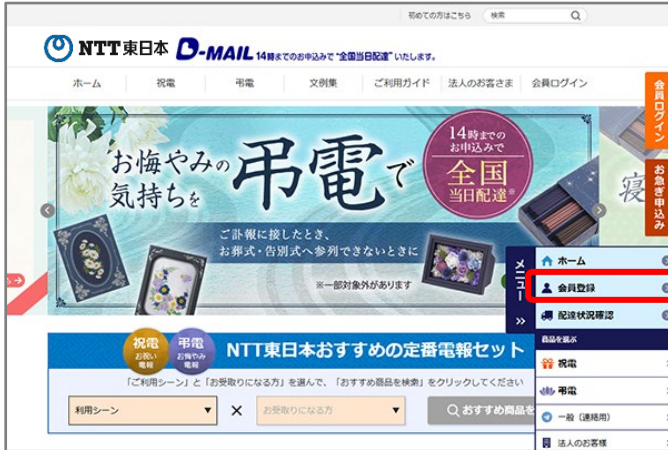 初めての方はこちら 検索
NTT東日本 D-MAIL 14時までのお申込みで"全国当日配達"いたします。
ホーム 祝電 弔電 文例集 ご利用ガイド 法人のお客さま 会員ログイン
会員ログイン
お急ぎ申込み
お悔やみの
気持ちを
弔電で
14時までの
お申込みで
全国
当日配達※
寝
ご訃報に接したとき、
お葬式・告別式へ参列できないときに
※一部対象外があります
メニュー
»
ホーム
会員登録
配達状況確認
商品を選ぶ
祝電
弔電
一般（連絡用）
法人のお客様
祝電
お祝い
電報
弔電
お悔やみ
電報
NTT東日本おすすめの定番電報セット
「ご利用シーン」と「お受取りになる方」を選んで、「おすすめ商品を検索」をクリックしてください
利用シーン ▼ × お受取りになる方 ▼ おすすめ商品を